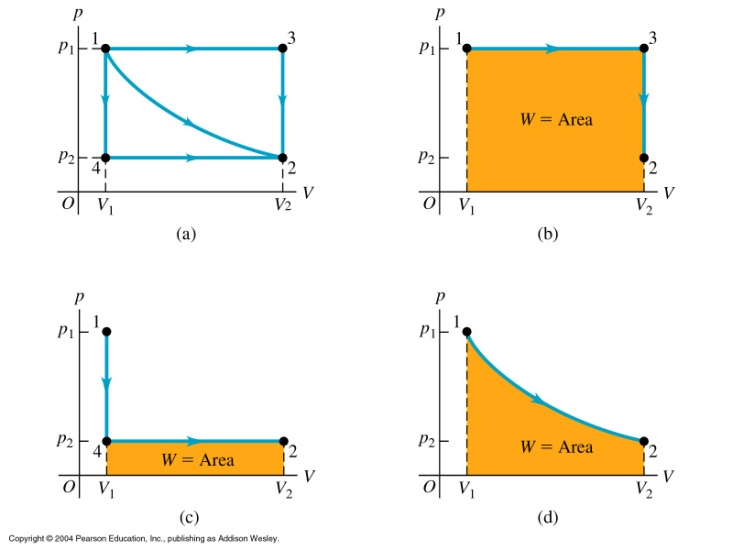 p
p1
1
3
p2
4
2
O
V1
V2
V
(a)
p
p1
1
3
W = Area
p2
2
O
V1
V2
V
(b)
p
p1
1
p2
4
2
W = Area
O
V1
V2
V
(c)
p
p1
1
p2
W = Area
2
O
V1
V2
V
(d)
Copyright © 2004 Pearson Education, Inc., publishing as Addison Wesley.